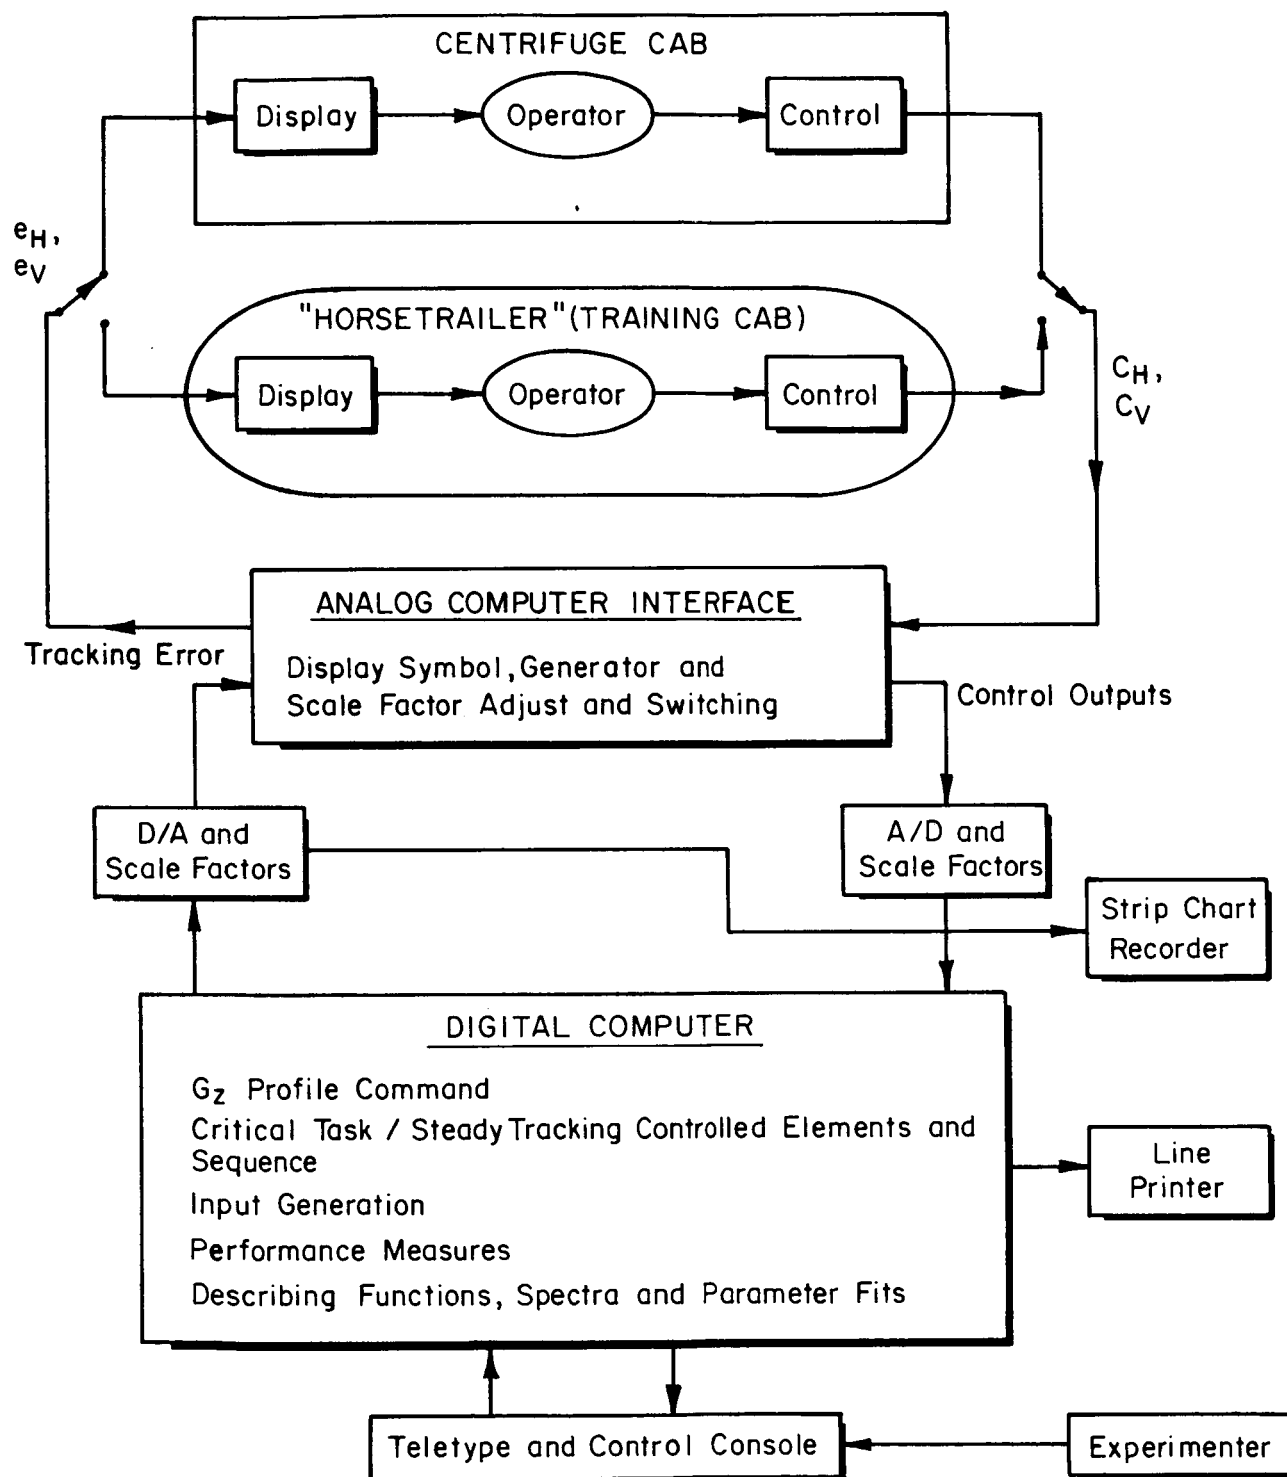 CENTRIFUGE CAB
Display
Operator
Control
eH,
eV
"HORSETRAILER"(TRAINING CAB)
Display
Operator
Control
CH,
CV
ANALOG COMPUTER INTERFACE
Tracking Error
Display Symbol, Generator and
Scale Factor Adjust and Switching
Control Outputs
D/A and
Scale Factors
A/D and
Scale Factors
Strip Chart
Recorder
DIGITAL COMPUTER
Gz Profile Command
Critical Task / Steady Tracking Controlled Elements and
Sequence
Input Generation
Performance Measures
Describing Functions, Spectra and Parameter Fits
Line
Printer
Teletype and Control Console
Experimenter